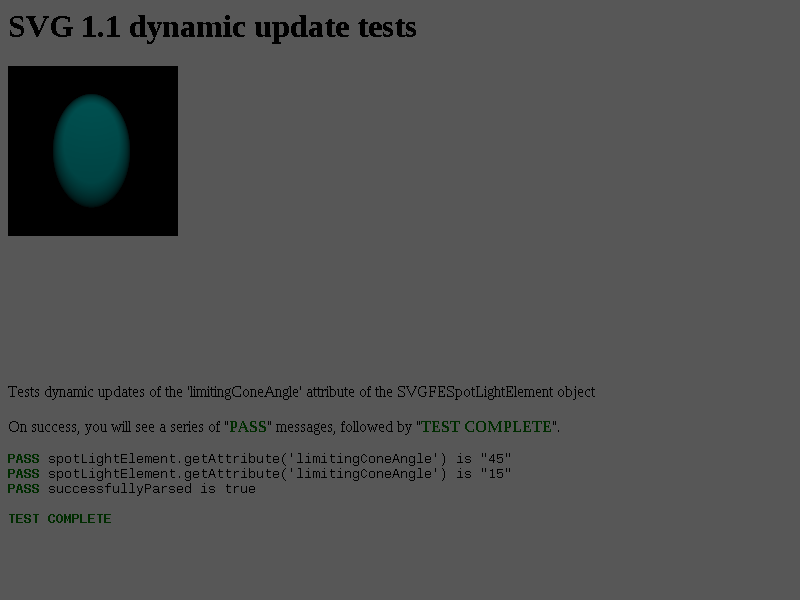 SVG 1.1 dynamic update tests
Tests dynamic updates of the 'limitingConeAngle' attribute of the SVGFESpotLightElement object
On success, you will see a series of "PASS" messages, followed by "TEST COMPLETE".
PASS spotLightElement.getAttribute('limitingConeAngle') is "45"
PASS spotLightElement.getAttribute('limitingConeAngle') is "15"
PASS successfullyParsed is true
TEST COMPLETE